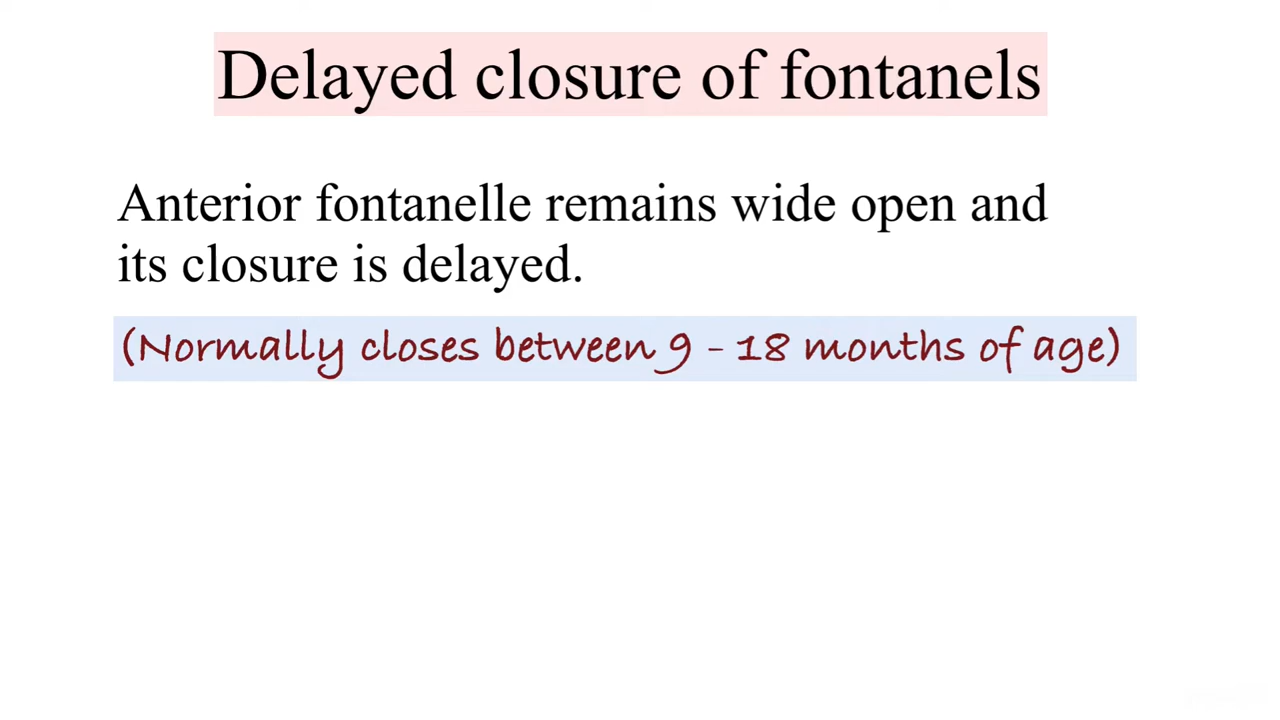 Delayed closure of fontanels
Anterior fontanelle remains wide open and
its closure is delayed.
(Normally closes between 9 - 18 months of age)